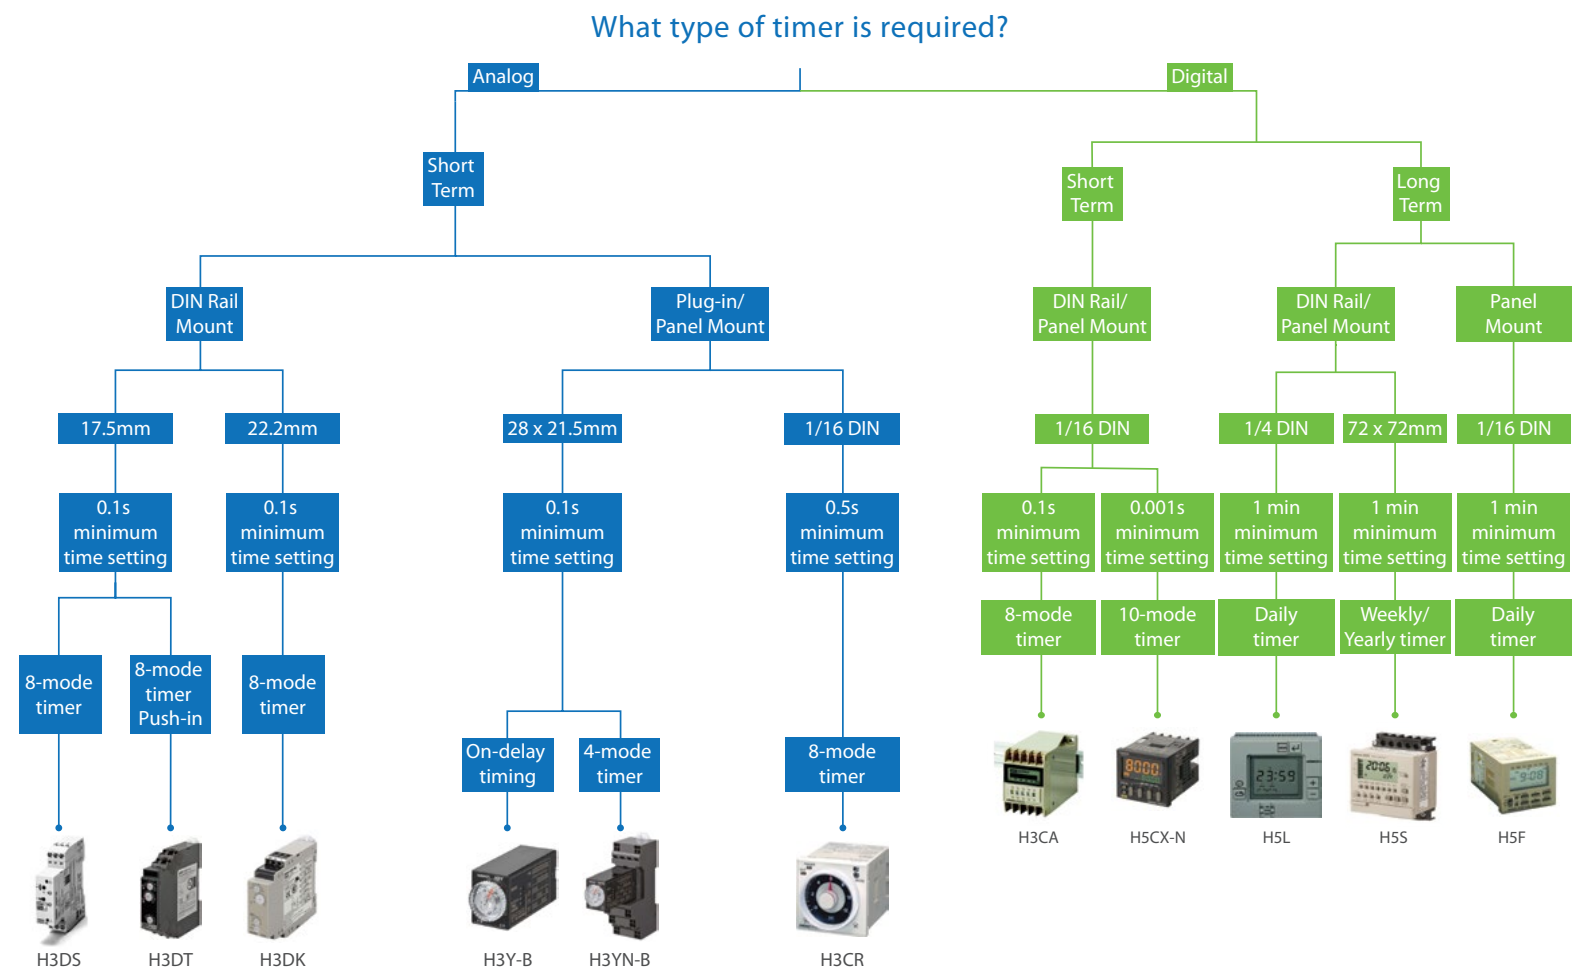 What type of timer is required?
Analog
Digital
Short
Term
Short
Term
Long
Term
DIN Rail
Mount
Plug-in/
Panel Mount
DIN Rail/
Panel Mount
DIN Rail/
Panel Mount
Panel
Mount
17.5mm
22.2mm
28 x 21.5mm
1/16 DIN
1/16 DIN
1/4 DIN
72 x 72mm
1/16 DIN
0.1s
minimum
time setting
0.1s
minimum
time setting
0.1s
minimum
time setting
0.5s
minimum
time setting
0.1s
minimum
time setting
0.001s
minimum
time setting
1 min
minimum
time setting
1 min
minimum
time setting
1 min
minimum
time setting
8-mode
timer
10-mode
timer
Daily
timer
Weekly/
Yearly timer
Daily
timer
8-mode
timer
8-mode
timer
Push-in
8-mode
timer
On-delay
timing
4-mode
timer
8-mode
timer
8000
23:59
20:06
9:08
H3CA
H5CX-N
H5L
H5S
H5F
H3DS
H3DT
H3DK
H3Y-B
H3YN-B
H3CR